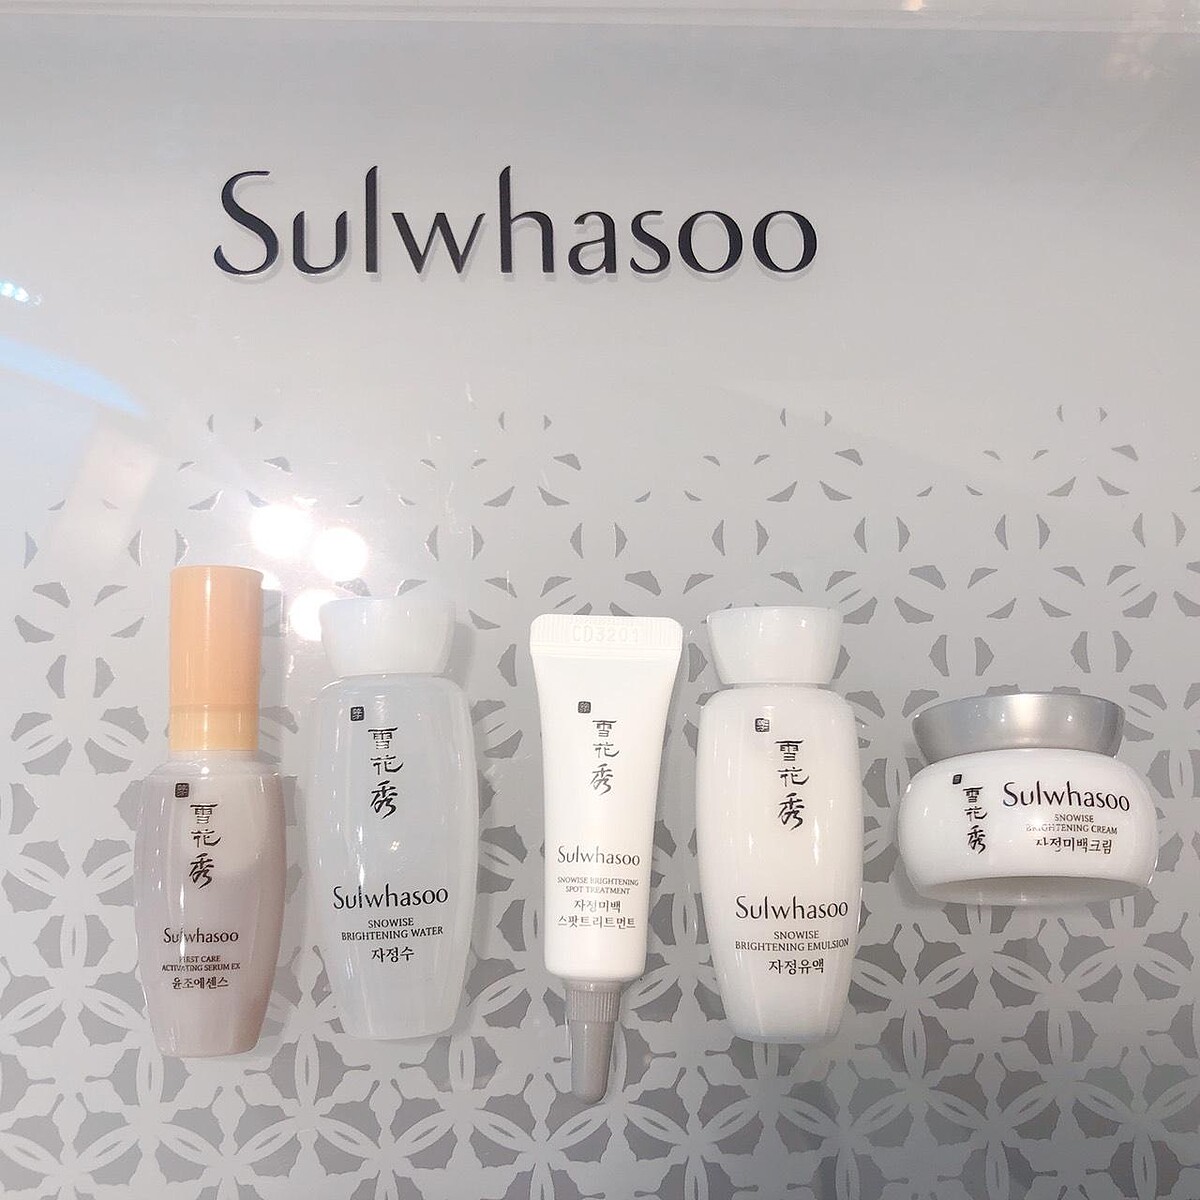 Sulwhasoo
雪花秀
Sulwhasoo
FIRST CARE
ACTIVATING SERUM EX
윤조에센스
雪花秀
Sulwhasoo
SNOWISE
BRIGHTENING WATER
자정수
CD3201
雪花秀
Sulwhasoo
SNOWISE BRIGHTENING
SPOT TREATMENT
자정미백
스팟트리트먼트
雪花秀
Sulwhasoo
SNOWISE
BRIGHTENING EMULSION
자정유액
雪花秀
Sulwhasoo
SNOWISE
BRIGHTENING CREAM
자정미백크림